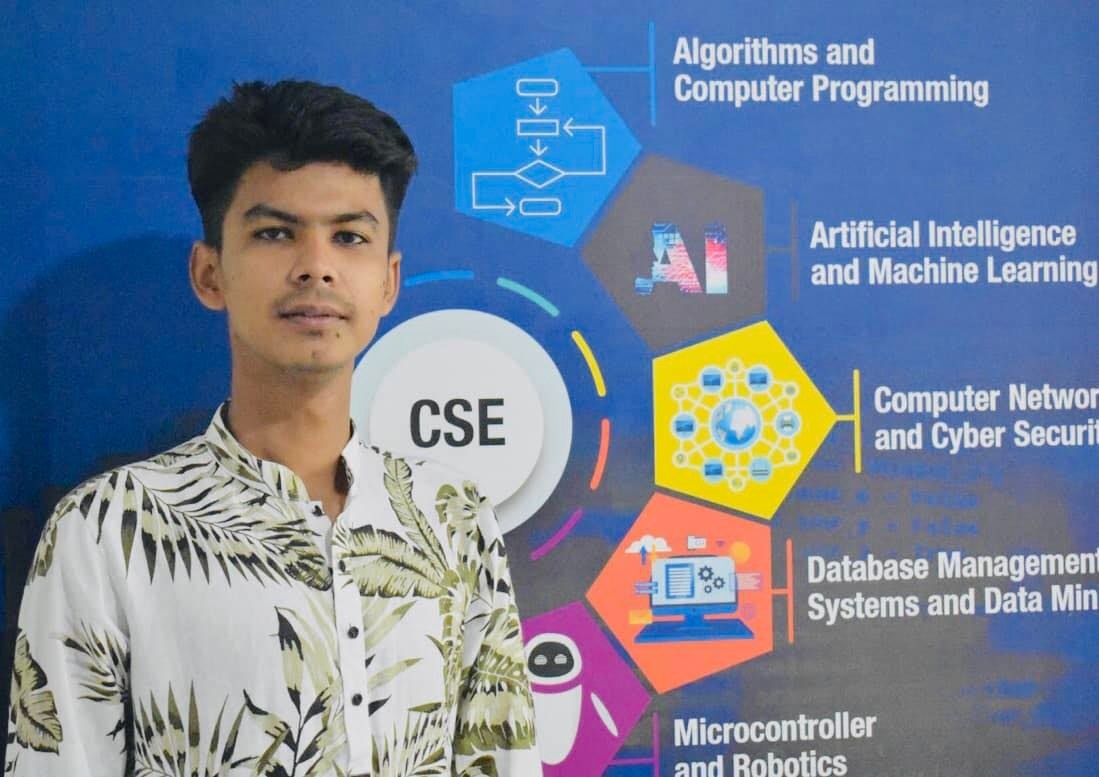 Algorithms and
Computer Programming
AI
Artificial Intelligence
and Machine Learning
CSE
Computer Networ
and Cyber Securit
Database Management
Systems and Data Min
Microcontroller
and Robotics